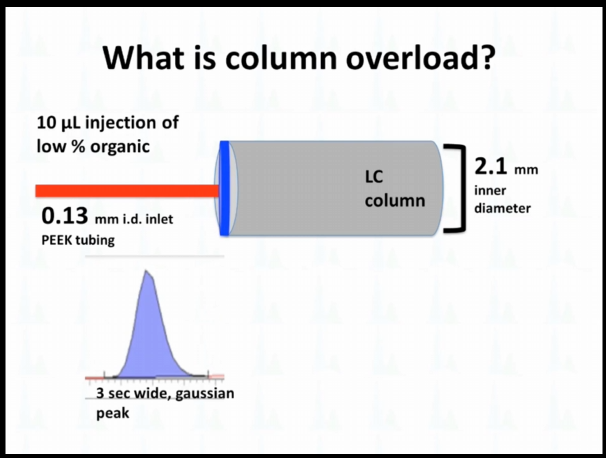 What is column overload?
10 µL injection of
low % organic
LC
column
2.1 mm
inner
diameter
0.13 mm i.d. inlet
PEEK tubing
3 sec wide, gaussian
peak